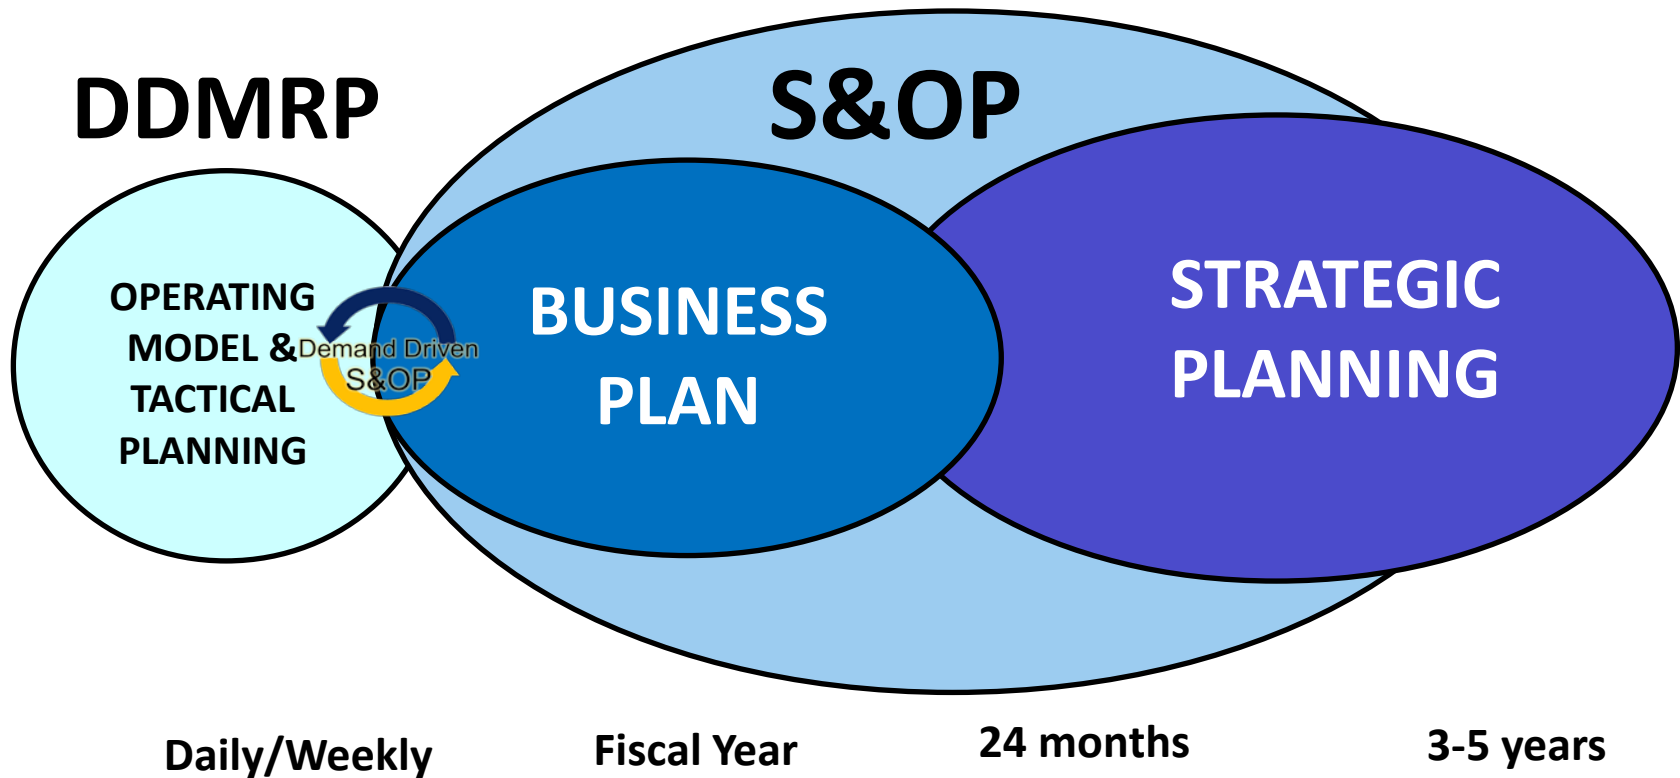 DDMRP
S&OP
OPERATING
MODEL &
TACTICAL
PLANNING
Demand Driven
S&OP
BUSINESS
PLAN
STRATEGIC
PLANNING
Daily/Weekly
Fiscal Year
24 months
3-5 years